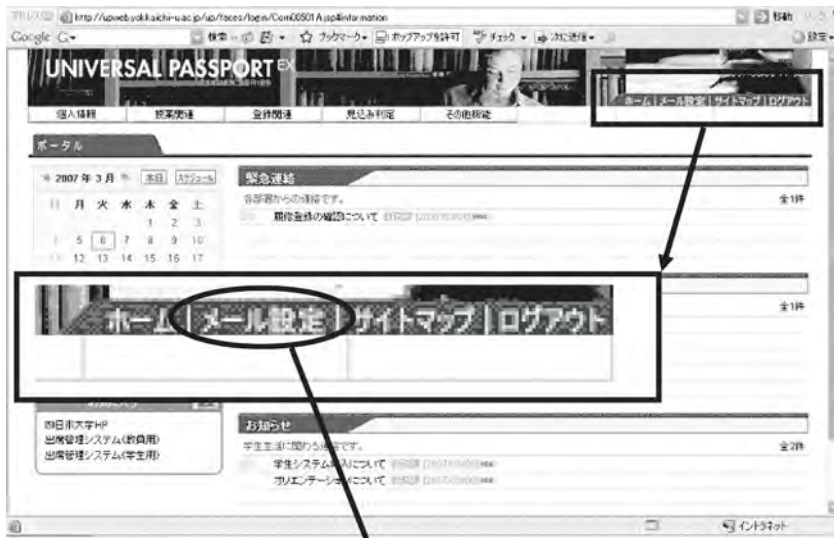 http://upweb.yokkaichi-u.ac.jp/up/faces/login/Com00501A.jsp#information
移動
Google
検索
ブックマーク
ポップアップを許可
チェック
次に送信
設定
UNIVERSAL PASSPORT EX
ホーム|メール設定|サイトマップ|ログアウト
個人情報
授業関連
登録関連
見込み判定
その他機能
ポータル
2007年3月
本日
スケジュール
日 月 火 水 木 金 土
1 2 3
5 6 7 8 9 10
12 13 14 15 16 17
緊急連絡
各部署からの連絡です。
全1件
履修登録の確認について
全1件
ホーム|メール設定|サイトマップ|ログアウト
四日市大学HP
出席管理システム(教員用)
出席管理システム(学生用)
お知らせ
学生生活に関わる連絡です。
全2件
学生システム導入について
オリエンテーションについて
イントラネット